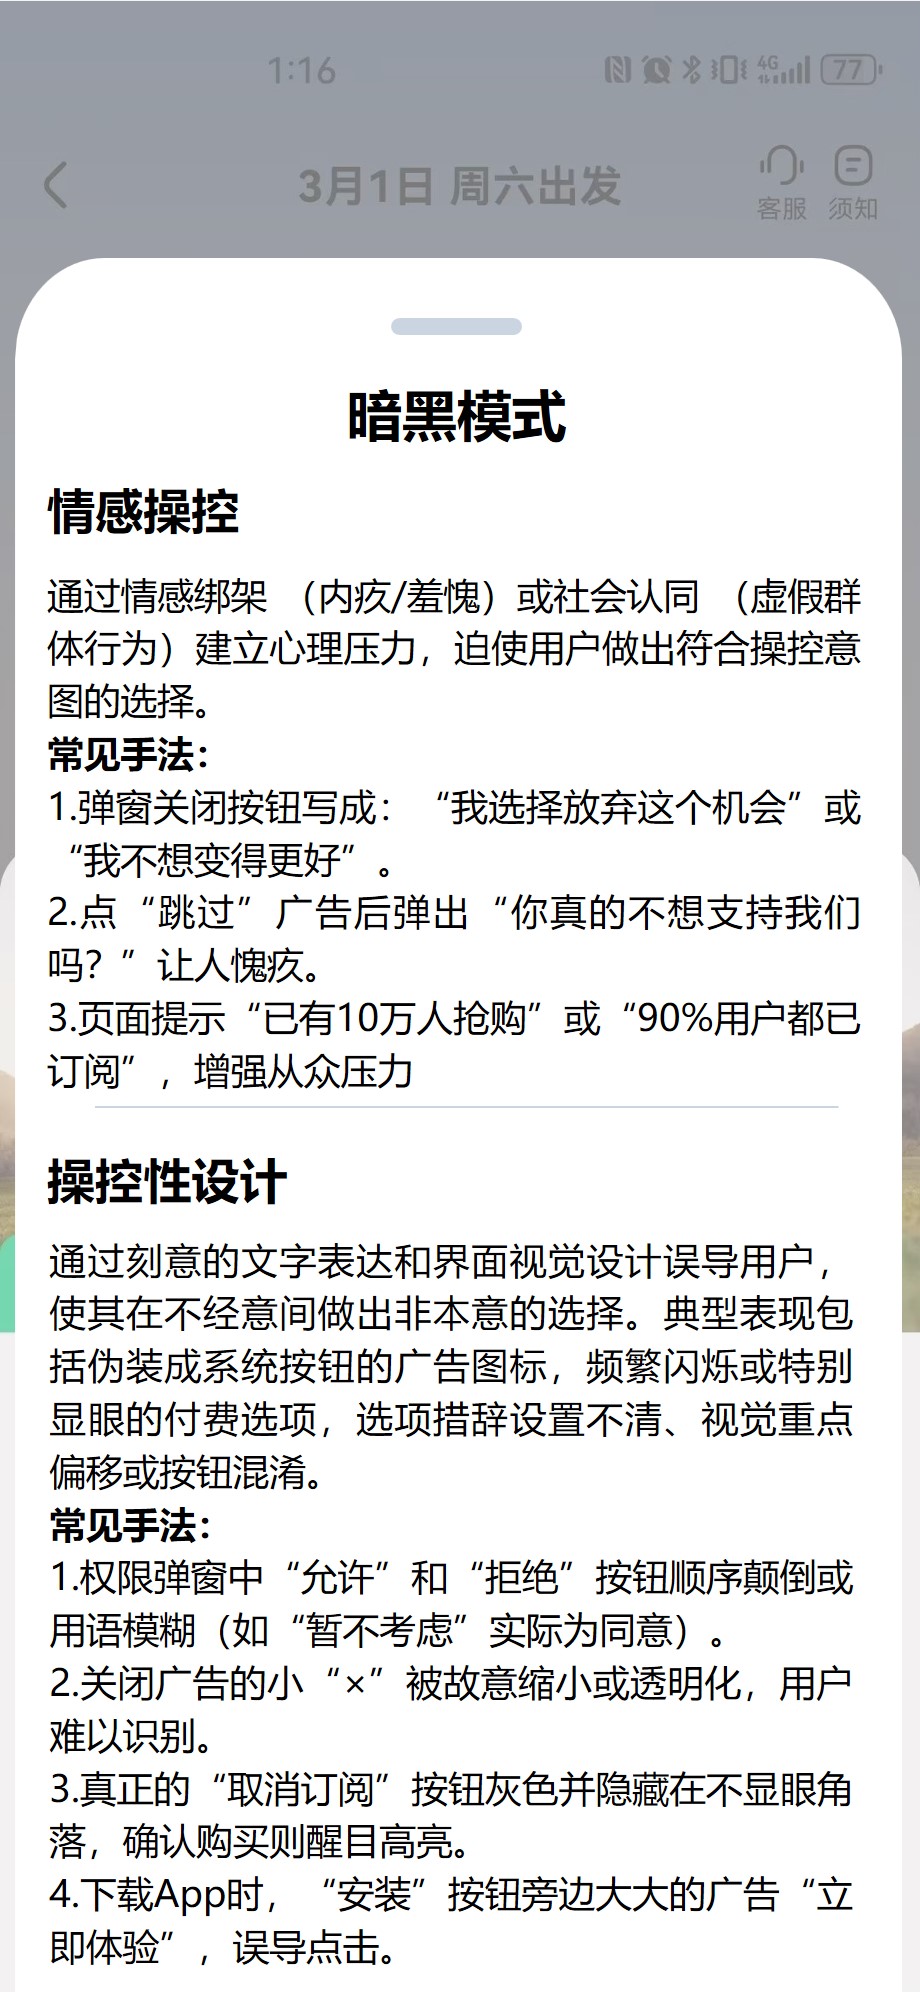 1:16
4G
77
3月1日 周六出发
客服
须知
暗黑模式
情感操控
通过情感绑架 （内疚/羞愧）或社会认同 （虚假群
体行为）建立心理压力，迫使用户做出符合操控意
图的选择。
常见手法：
1.弹窗关闭按钮写成： “我选择放弃这个机会”或
“我不想变得更好”。
2.点“跳过”广告后弹出“你真的不想支持我们
吗？”让人愧疚。
3.页面提示“已有10万人抢购”或“90%用户都已
订阅”，增强从众压力
操控性设计
通过刻意的文字表达和界面视觉设计误导用户，
使其在不经意间做出非本意的选择。典型表现包
括伪装成系统按钮的广告图标，频繁闪烁或特别
显眼的付费选项，选项措辞设置不清、视觉重点
偏移或按钮混淆。
常见手法：
1.权限弹窗中“允许”和“拒绝”按钮顺序颠倒或
用语模糊（如“暂不考虑”实际为同意）。
2.关闭广告的小“×”被故意缩小或透明化，用户
难以识别。
3.真正的“取消订阅”按钮灰色并隐藏在不显眼角
落，确认购买则醒目高亮。
4.下载App时， “安装”按钮旁边大大的广告“立
即体验”，误导点击。